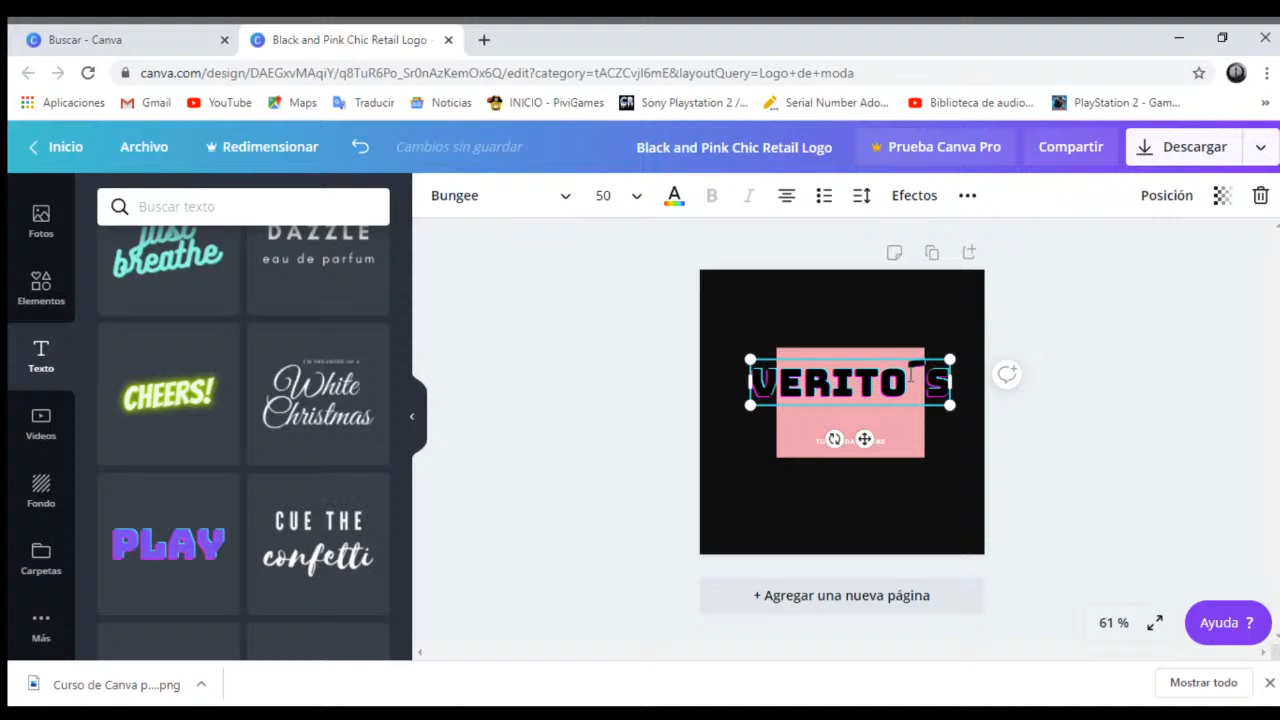 Buscar - Canva
Black and Pink Chic Retail Logo -
canva.com/design/DAEGxvMAqiY/q8TuR6Po_Sr0nAzKemOx6Q/edit?category=tACZCvjI6mE&layoutQuery=Logo+de+moda
Aplicaciones
Gmail
YouTube
Maps
Traducir
Noticias
INICIO - PiviGames
Sony Playstation 2 /...
Serial Number Ado...
Biblioteca de audio...
PlayStation 2 - Gam...
Inicio
Archivo
Redimensionar
Cambios sin guardar
Black and Pink Chic Retail Logo
Prueba Canva Pro
Compartir
Descargar
Bungee
50
A
B
I
Efectos
Posición
Fotos
Elementos
Texto
Videos
Fondo
Carpetas
Más
Buscar texto
just
breathe
DAZZLE
eau de parfum
CHEERS!
I'M DREAMING OF A
White
Christmas
PLAY
CUE THE
confetti
VERITO´S
+ Agregar una nueva página
61 %
Ayuda ?
Curso de Canva p....png
Mostrar todo